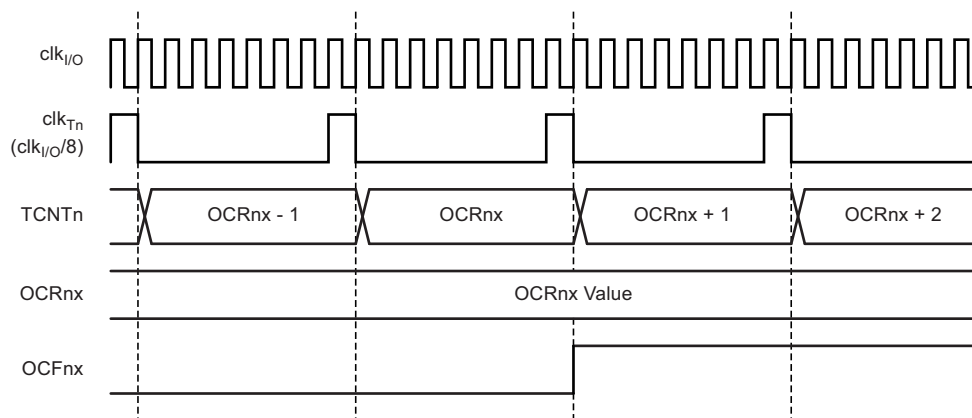 clkI/O
clkTn
(clkI/O/8)
TCNTn
OCRnx - 1
OCRnx
OCRnx + 1
OCRnx + 2
OCRnx
OCRnx Value
OCFnx